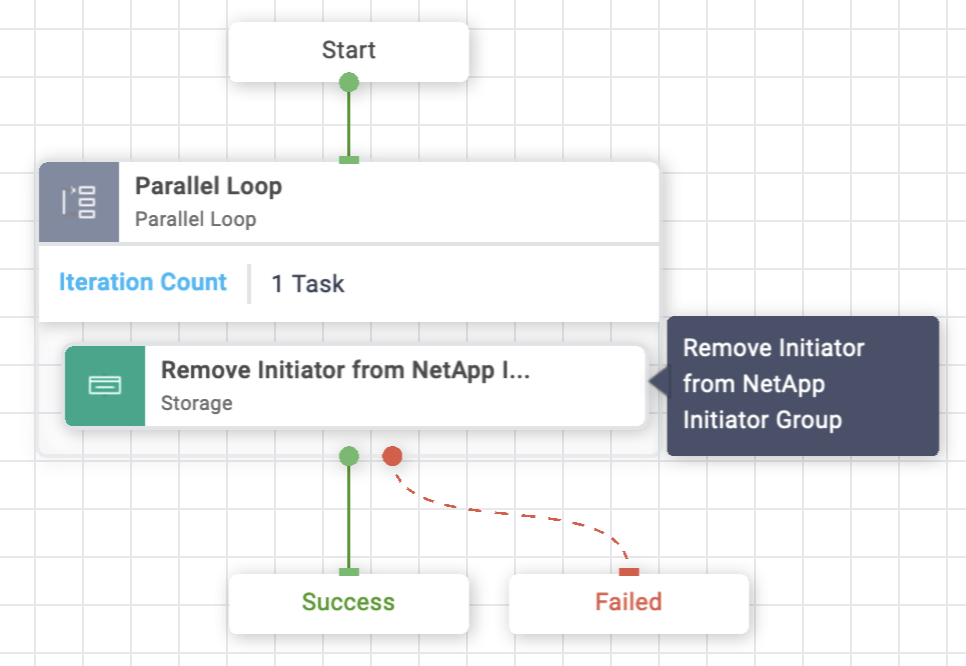 Start
Parallel Loop
Parallel Loop
Iteration Count
1 Task
Remove Initiator from NetApp I...
Storage
Remove Initiator
from NetApp
Initiator Group
Success
Failed